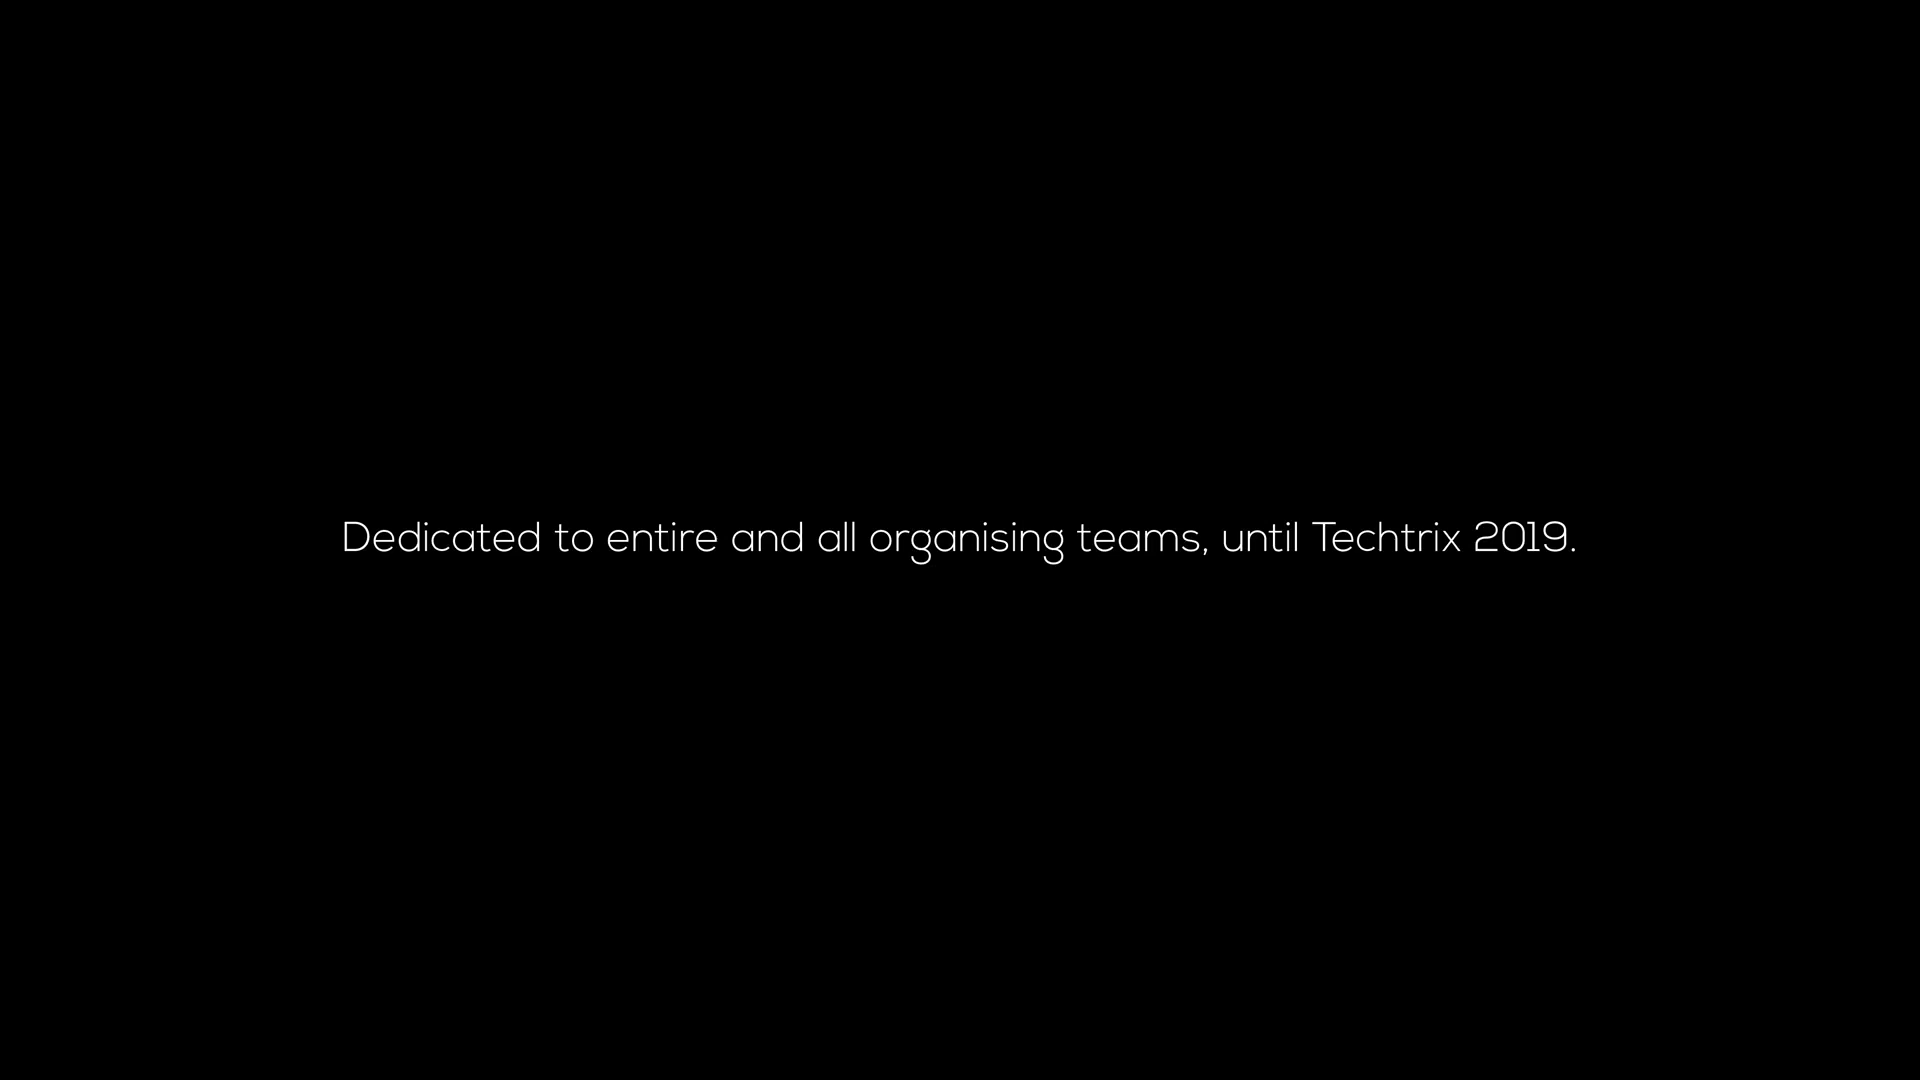 Dedicated to entire and all organising teams, until Techtrix 2019.